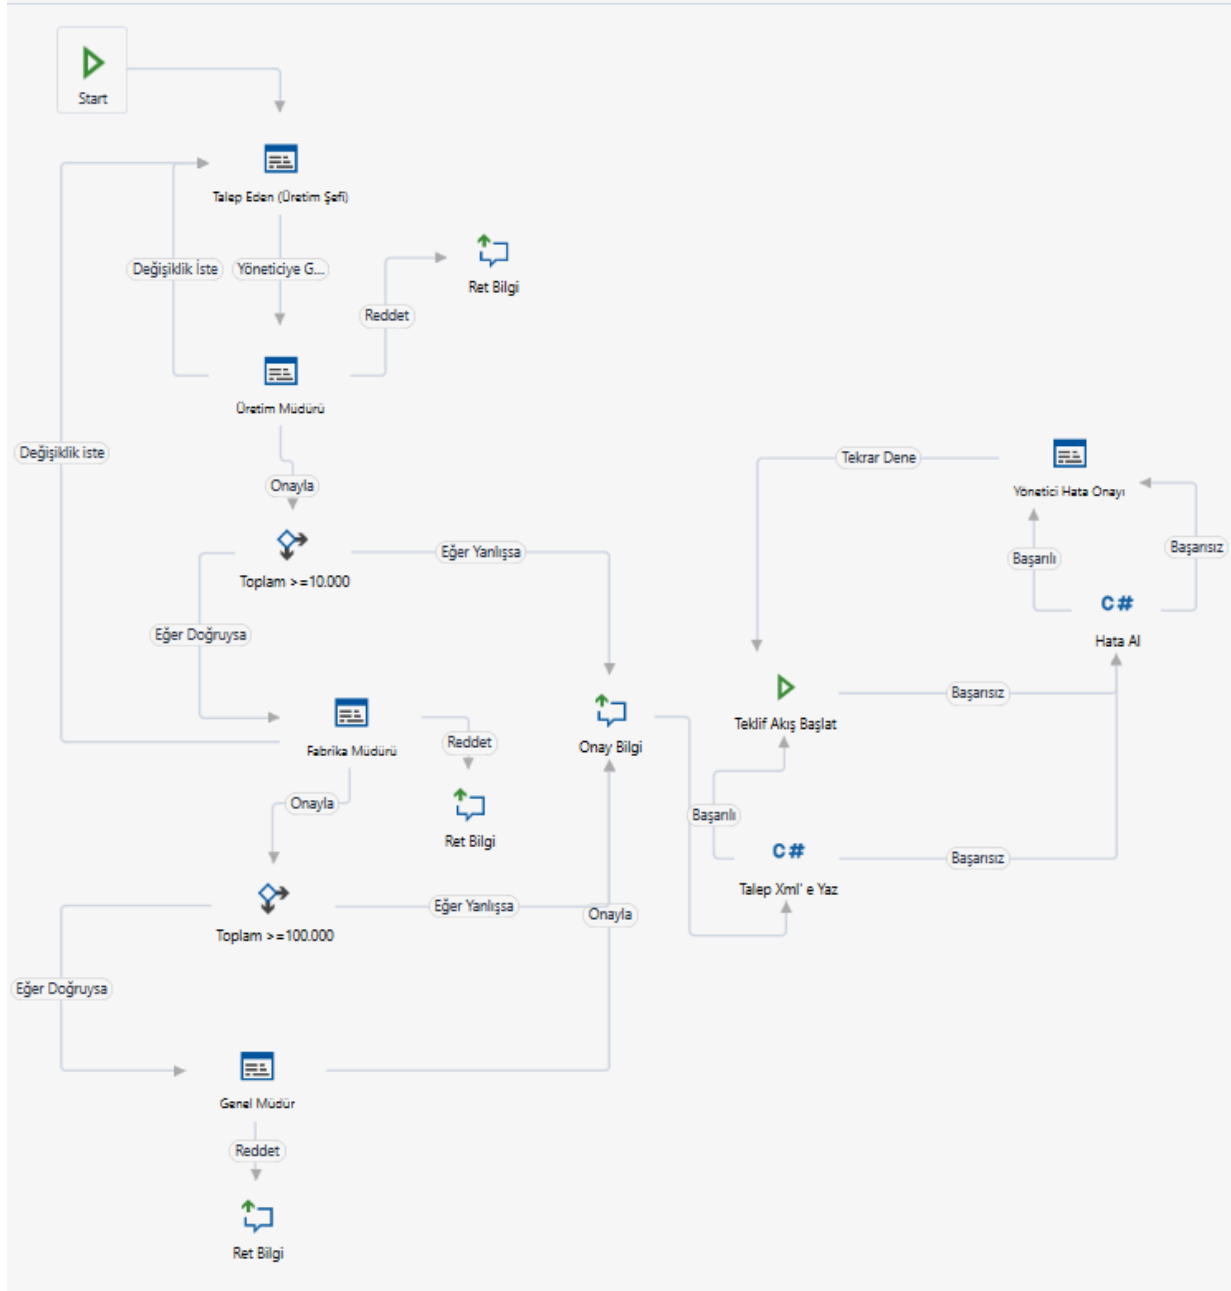 Start
Talep Eden (Üretim Şefi)
Değişiklik İste
Yöneticiye G...
Ret Bilgi
Reddet
Üretim Müdürü
Değişiklik iste
Onayla
Tekrar Dene
Yönetici Hata Onayı
Toplam >=10.000
Eğer Yanlışsa
Başarılı
Başarısız
C#
Hata Al
Eğer Doğruysa
Teklif Akış Başlat
Başarısız
Fabrika Müdürü
Reddet
Onay Bilgi
Onayla
Ret Bilgi
Başarılı
C#
Talep Xml' e Yaz
Başarısız
Toplam >=100.000
Eğer Yanlışsa
Onayla
Eğer Doğruysa
Genel Müdür
Reddet
Ret Bilgi